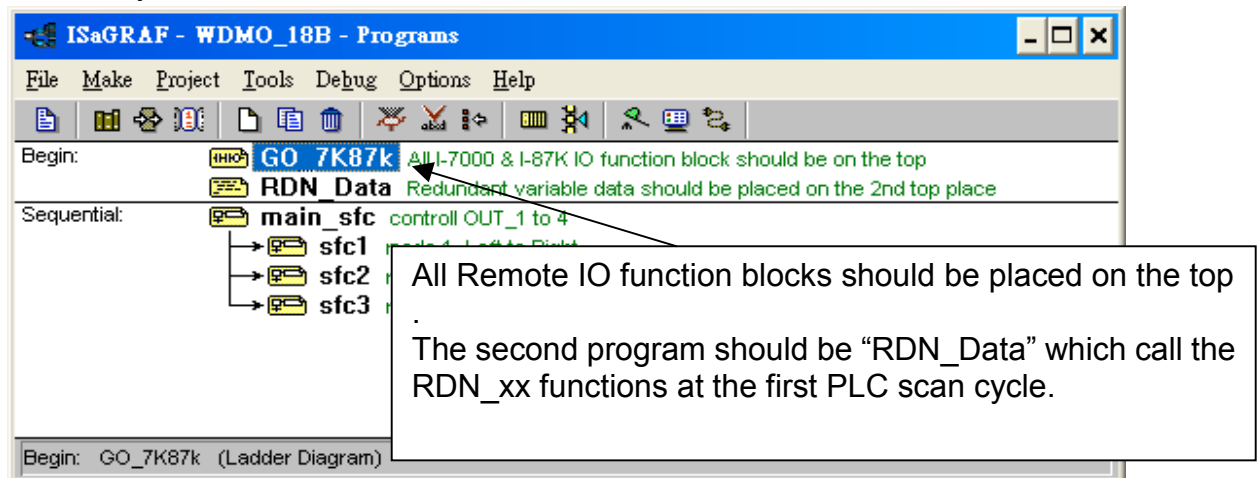 ISaGRAF - WDMO_18B - Programs
File Make Project Tools Debug Options Help
Begin: GO_7K87k All I-7000 & I-87K IO function block should be on the top
RDN_Data Redundant variable data should be placed on the 2nd top place
Sequential: main_sfc controll OUT_1 to 4
sfc1
sfc2
sfc3
All Remote IO function blocks should be placed on the top
.
The second program should be “RDN_Data” which call the
RDN_xx functions at the first PLC scan cycle.
Begin: GO_7K87k (Ladder Diagram)